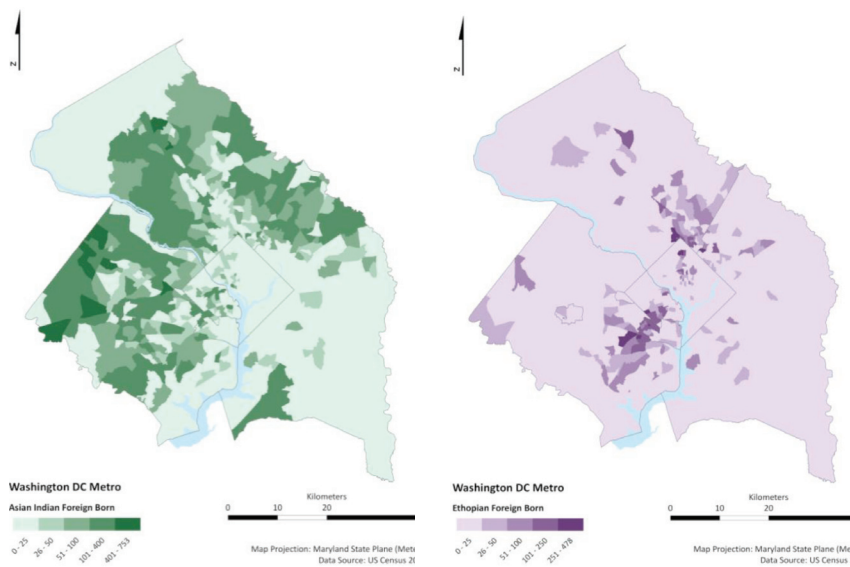 N
Washington DC Metro
Asian Indian Foreign Born
0 - 25
26 - 50
51 - 100
101 - 400
401 - 753
Kilometers
0 10 20
Map Projection: Maryland State Plane (Mete
Data Source: US Census 20
N
Washington DC Metro
Ethopian Foreign Born
0 - 25
26 - 50
51 - 100
101 - 250
251 - 478
Kilometers
0 10 20
Map Projection: Maryland State Plane (Met
Data Source: US Census